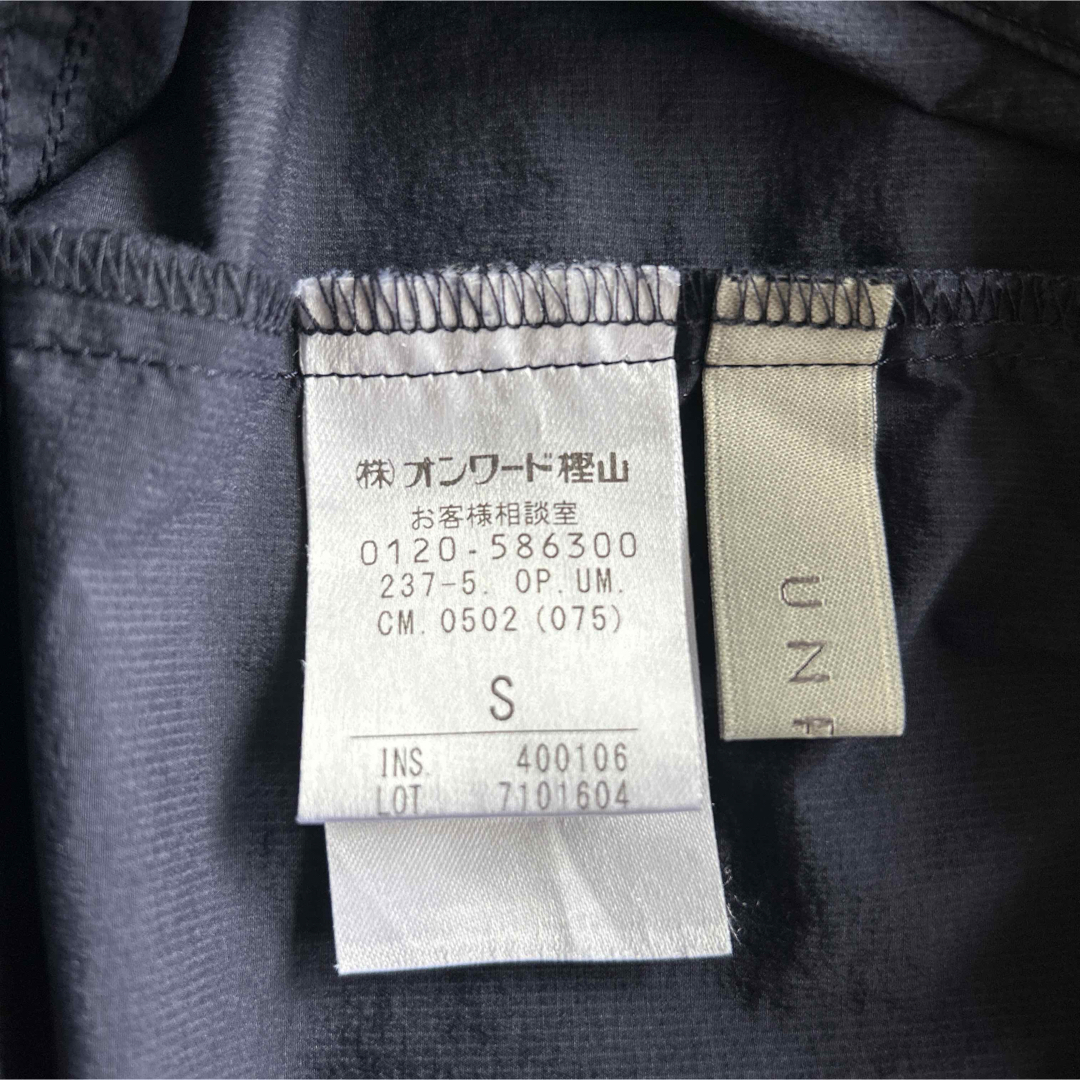 ㈱オンワード樫山
お客様相談室
0120-586300
237-5. OP. UM.
CM. 0502 (075)
S
INS. 400106
LOT 7101604
UNF